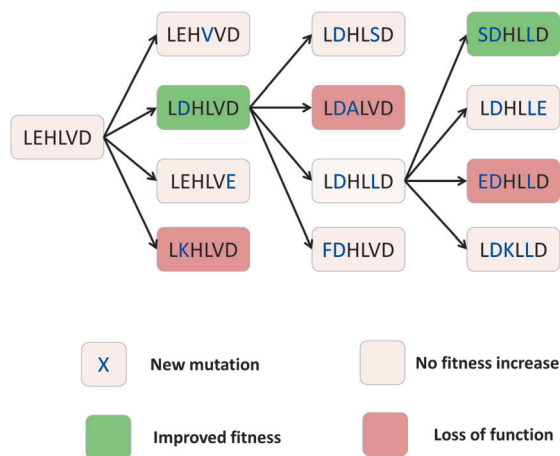 LEHVVD
LDHLSD
SDHLLD
LDHLVD
LDALVD
LDHLLE
LEHLVD
LEHLVE
LDHLLD
EDHLLD
LKHLVD
FDHLVD
LDKLLD
X
New mutation
No fitness increase
Improved fitness
Loss of function